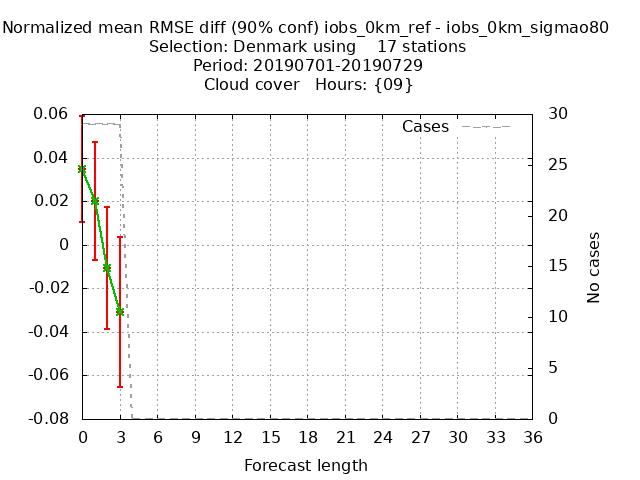 Normalized mean RMSE diff (90% conf) iobs_0km_ref - iobs_0km_sigmao80
Selection: Denmark using    17 stations
Period: 20190701-20190729
Cloud cover   Hours: {09}
Cases
0.06
0.04
0.02
0
-0.02
-0.04
-0.06
-0.08
30
25
20
15
10
5
0
No cases
0 3 6 9 12 15 18 21 24 27 30 33 36
Forecast length